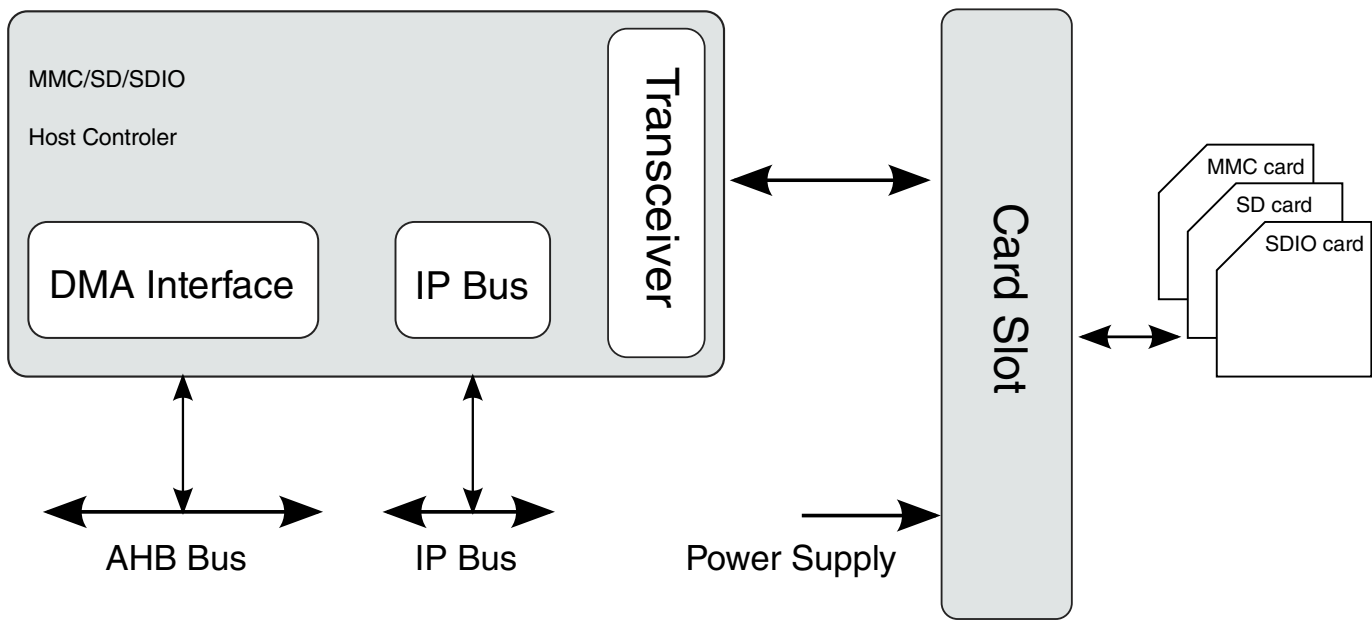 MMC/SD/SDIO
Host Controler
Transceiver
DMA Interface
IP Bus
Card Slot
MMC card
SD card
SDIO card
AHB Bus
IP Bus
Power Supply